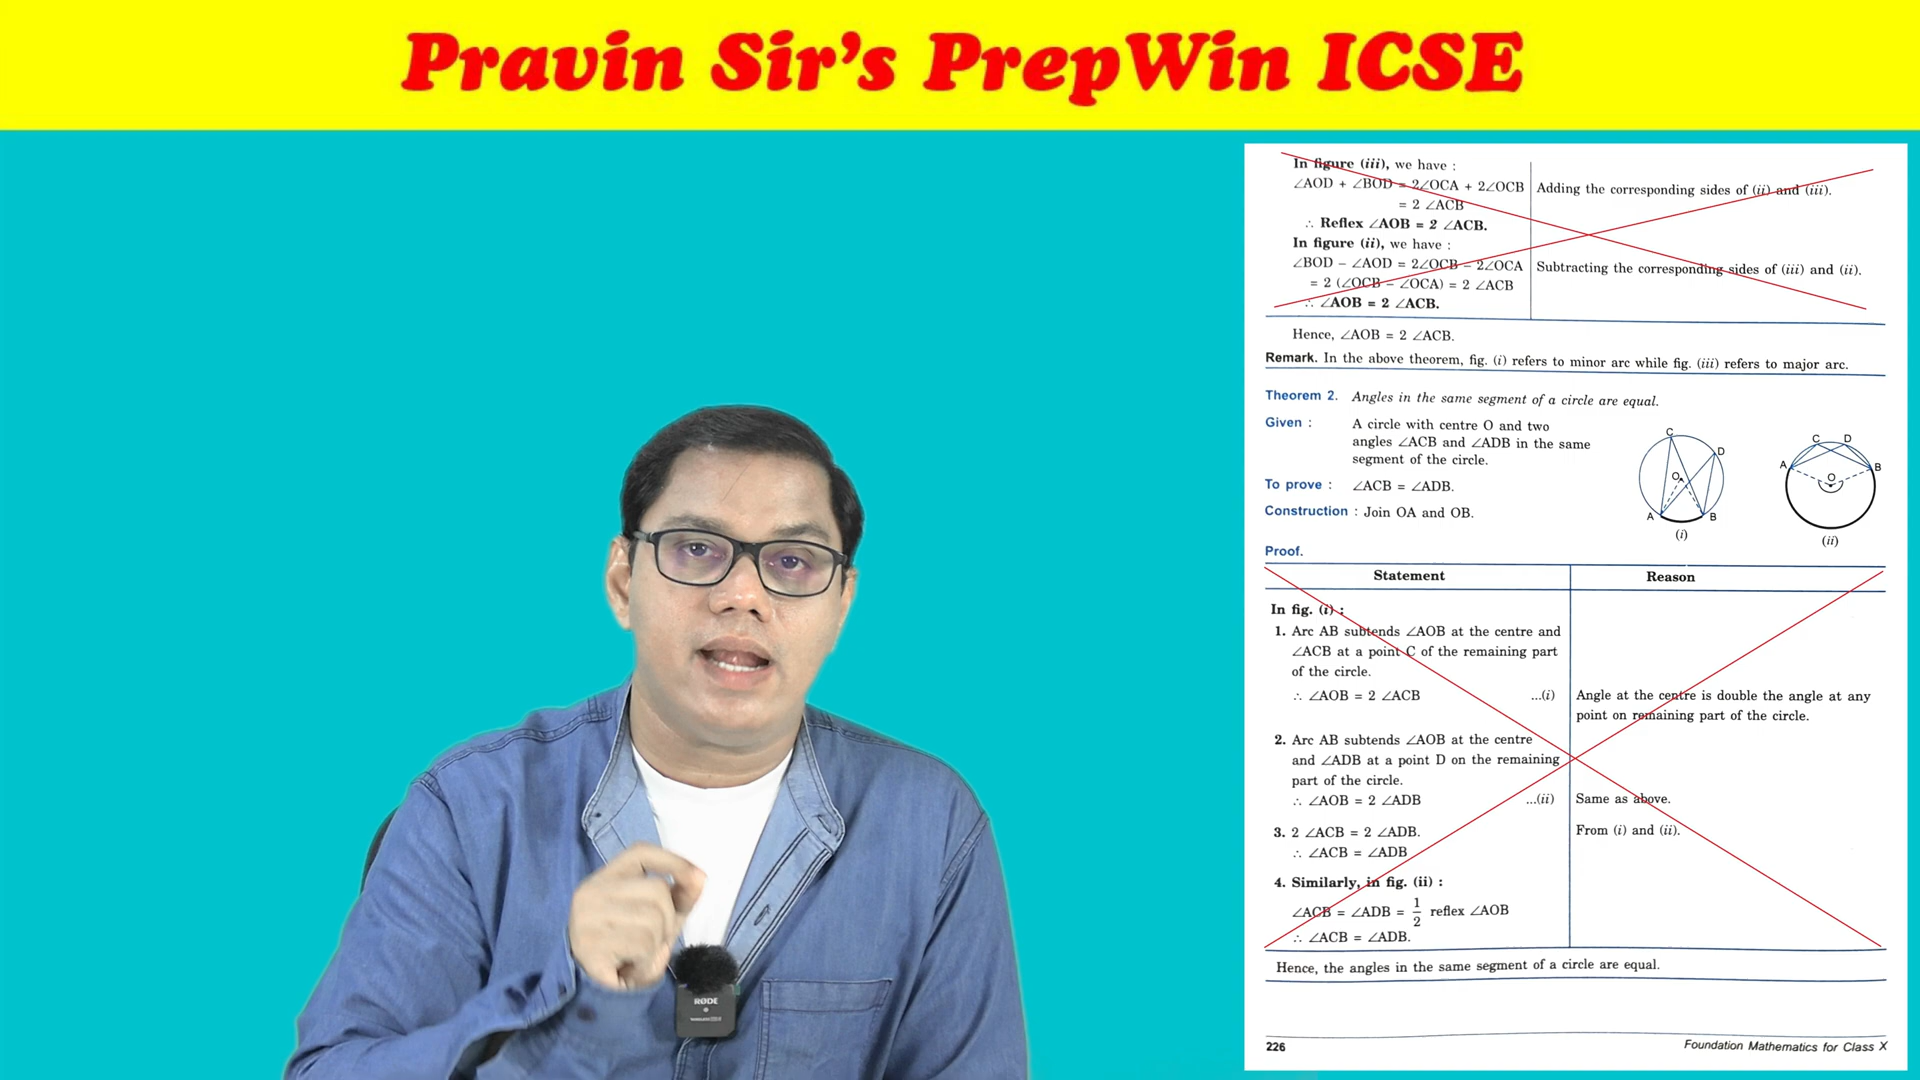 Pravin Sir's PrepWin ICSE
In figure (iii), we have :
∠AOD + ∠BOD = 2∠OCA + 2∠OCB Adding the corresponding sides of (ii) and (iii).
= 2 ∠ACB
∴ Reflex ∠AOB = 2 ∠ACB.
In figure (ii), we have :
∠BOD – ∠AOD = 2∠OCB – 2∠OCA Subtracting the corresponding sides of (iii) and (ii).
= 2 (∠OCB – ∠OCA) = 2 ∠ACB
∴ ∠AOB = 2 ∠ACB.
Hence, ∠AOB = 2 ∠ACB.
Remark. In the above theorem, fig. (i) refers to minor arc while fig. (iii) refers to major arc.
Theorem 2. Angles in the same segment of a circle are equal.
Given : A circle with centre O and two
angles ∠ACB and ∠ADB in the same
segment of the circle.
To prove : ∠ACB = ∠ADB.
Construction : Join OA and OB.
C
D
O
A
B
(i)
C D
A
B
O
(ii)
Proof.
Statement Reason
In fig. (i) :
1. Arc AB subtends ∠AOB at the centre and
∠ACB at a point C of the remaining part
of the circle.
∴ ∠AOB = 2 ∠ACB ...(i) Angle at the centre is double the angle at any
point on remaining part of the circle.
2. Arc AB subtends ∠AOB at the centre
and ∠ADB at a point D on the remaining
part of the circle.
∴ ∠AOB = 2 ∠ADB ...(ii) Same as above.
3. 2 ∠ACB = 2 ∠ADB. From (i) and (ii).
∴ ∠ACB = ∠ADB
4. Similarly, in fig. (ii) :
∠ACB = ∠ADB = 1/2 reflex ∠AOB
∴ ∠ACB = ∠ADB.
Hence, the angles in the same segment of a circle are equal.
226 Foundation Mathematics for Class X
RØDE